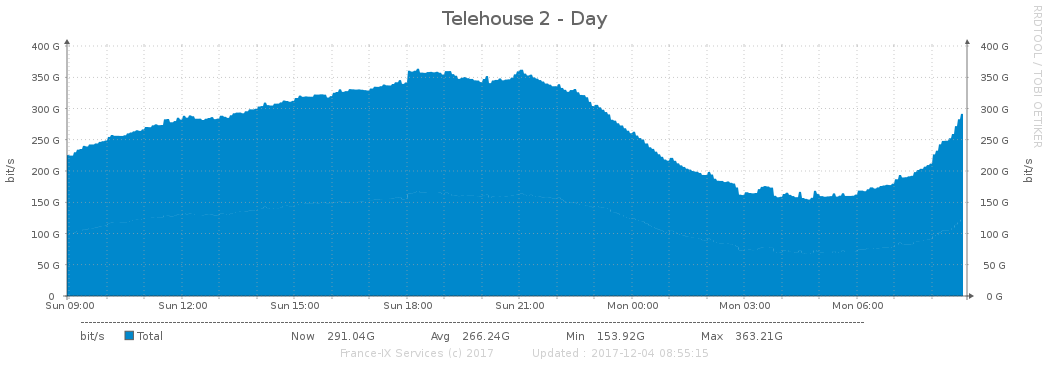 Telehouse 2 - Day
RRDTOOL / TOBI OETIKER
400 G 400 G
350 G 350 G
300 G 300 G
250 G 250 G
200 G 200 G
150 G 150 G
100 G 100 G
50 G 50 G
0 0 G
bit/s bit/s
Sun 09:00 Sun 12:00 Sun 15:00 Sun 18:00 Sun 21:00 Mon 00:00 Mon 03:00 Mon 06:00
bit/s Total Now 291.04G Avg 266.24G Min 153.92G Max 363.21G
France-IX Services (c) 2017 Updated : 2017-12-04 08:55:15